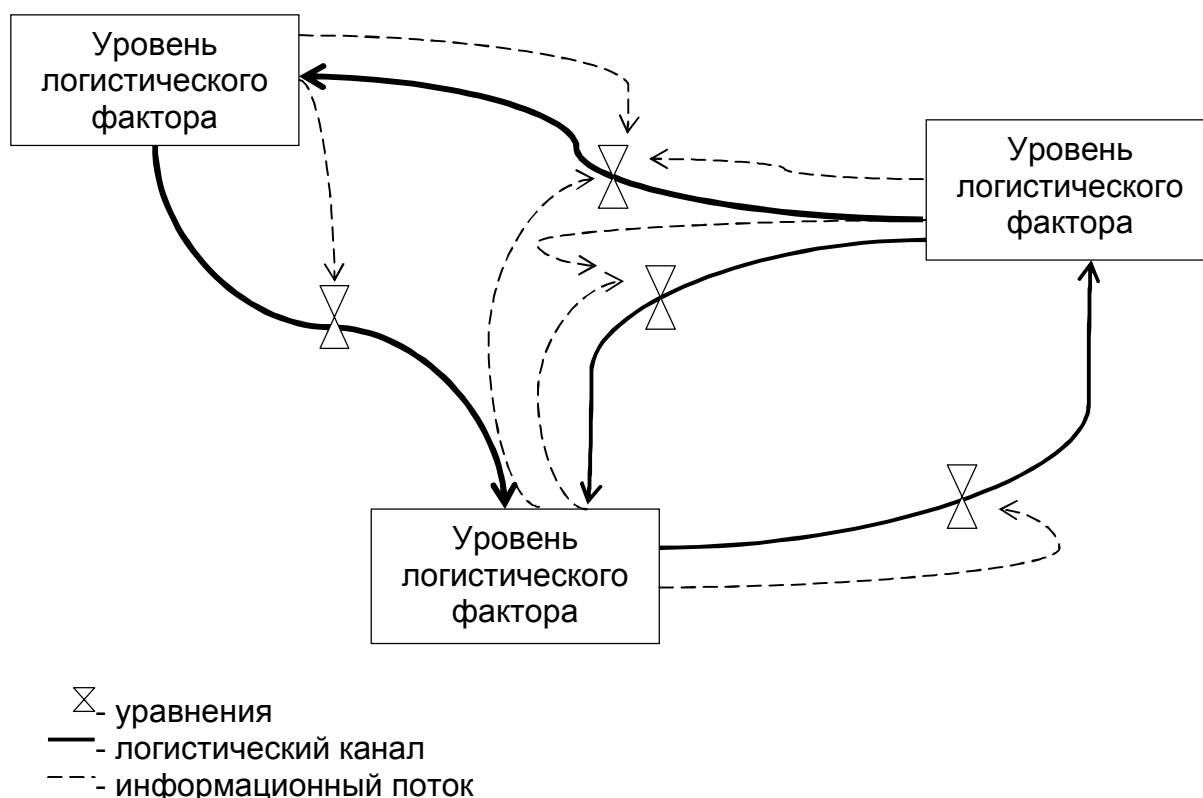 Уровень
логистического
фактора
Уровень
логистического
фактора
Уровень
логистического
фактора
- уравнения
- логистический канал
- информационный поток